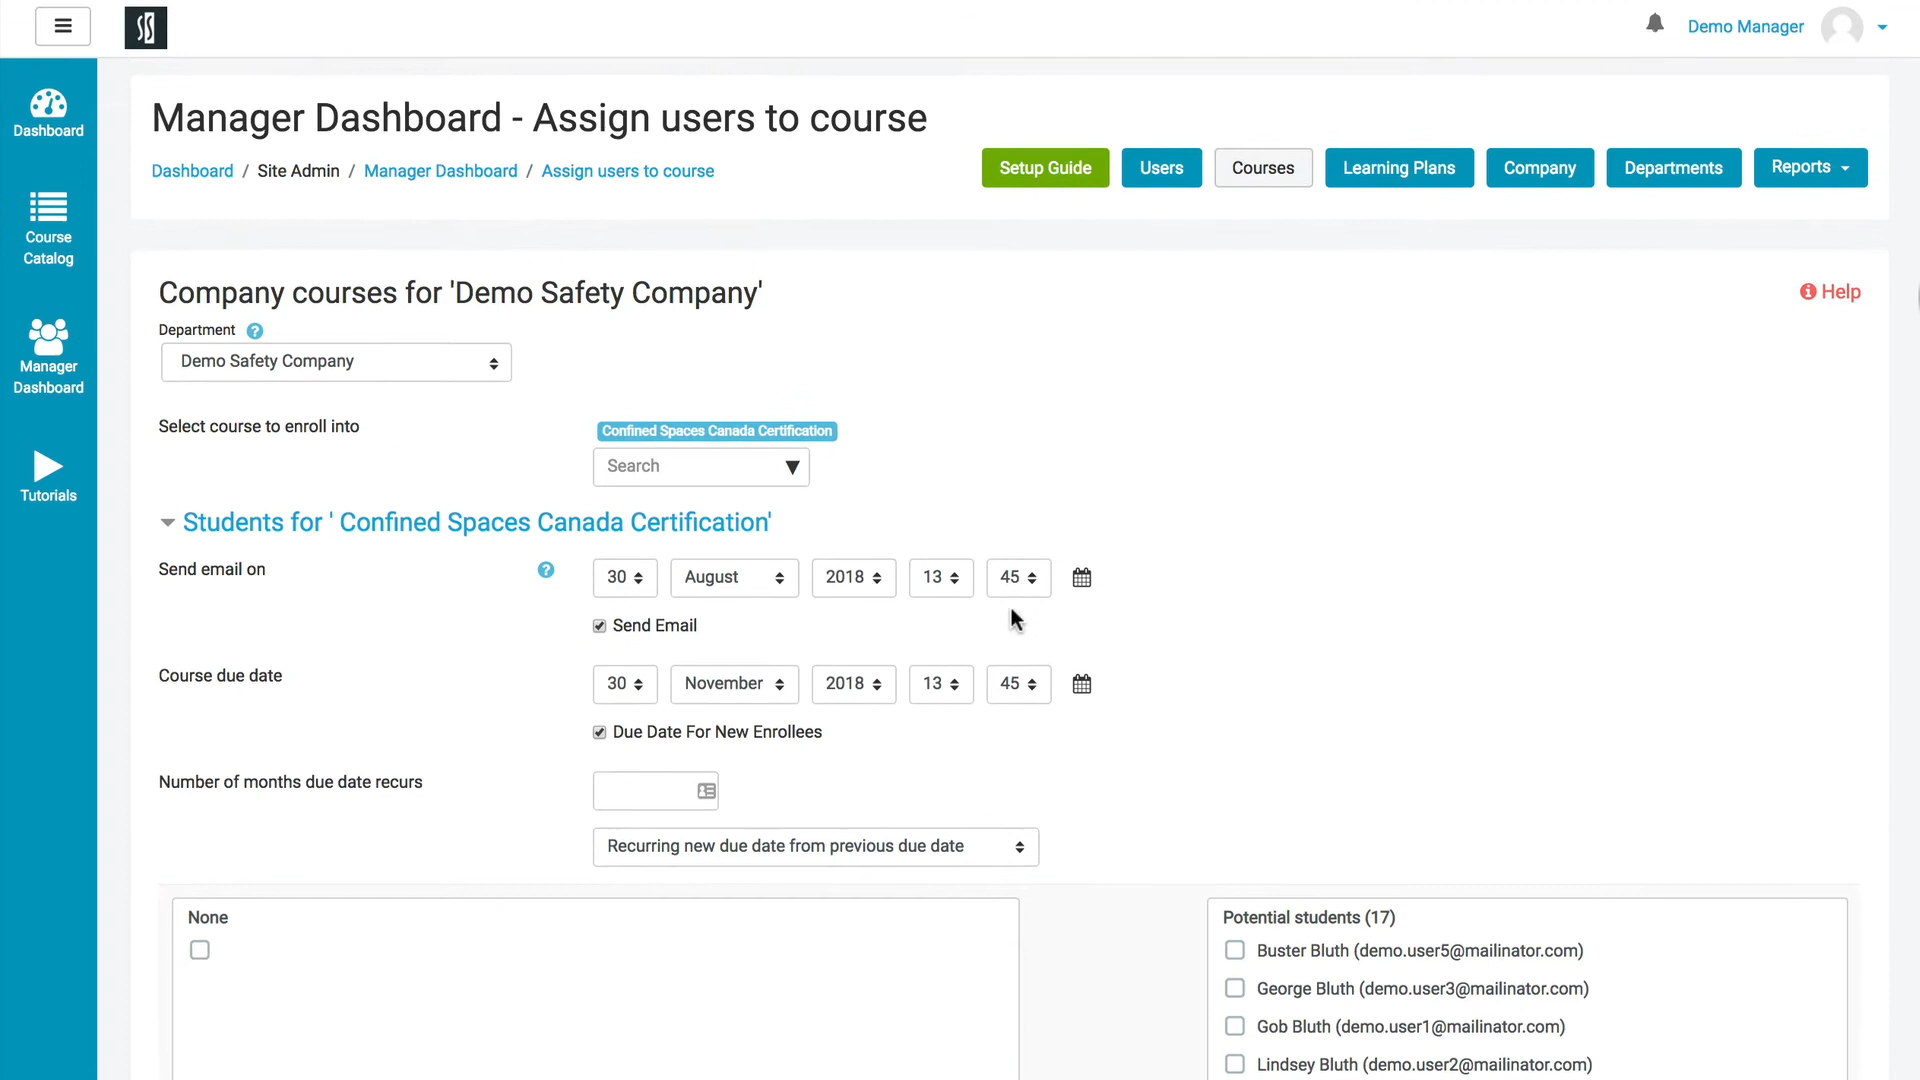 Demo Manager
Dashboard
Course
Catalog
Manager
Dashboard
Tutorials
Manager Dashboard - Assign users to course
Dashboard / Site Admin / Manager Dashboard / Assign users to course
Setup Guide Users Courses Learning Plans Company Departments Reports
Company courses for 'Demo Safety Company'
Help
Department
Demo Safety Company
Select course to enroll into
Confined Spaces Canada Certification
Search
Students for ' Confined Spaces Canada Certification'
Send email on
30 August 2018 13 45
Send Email
Course due date
30 November 2018 13 45
Due Date For New Enrollees
Number of months due date recurs
Recurring new due date from previous due date
None
Potential students (17)
Buster Bluth (demo.user5@mailinator.com)
George Bluth (demo.user3@mailinator.com)
Gob Bluth (demo.user1@mailinator.com)
Lindsey Bluth (demo.user2@mailinator.com)